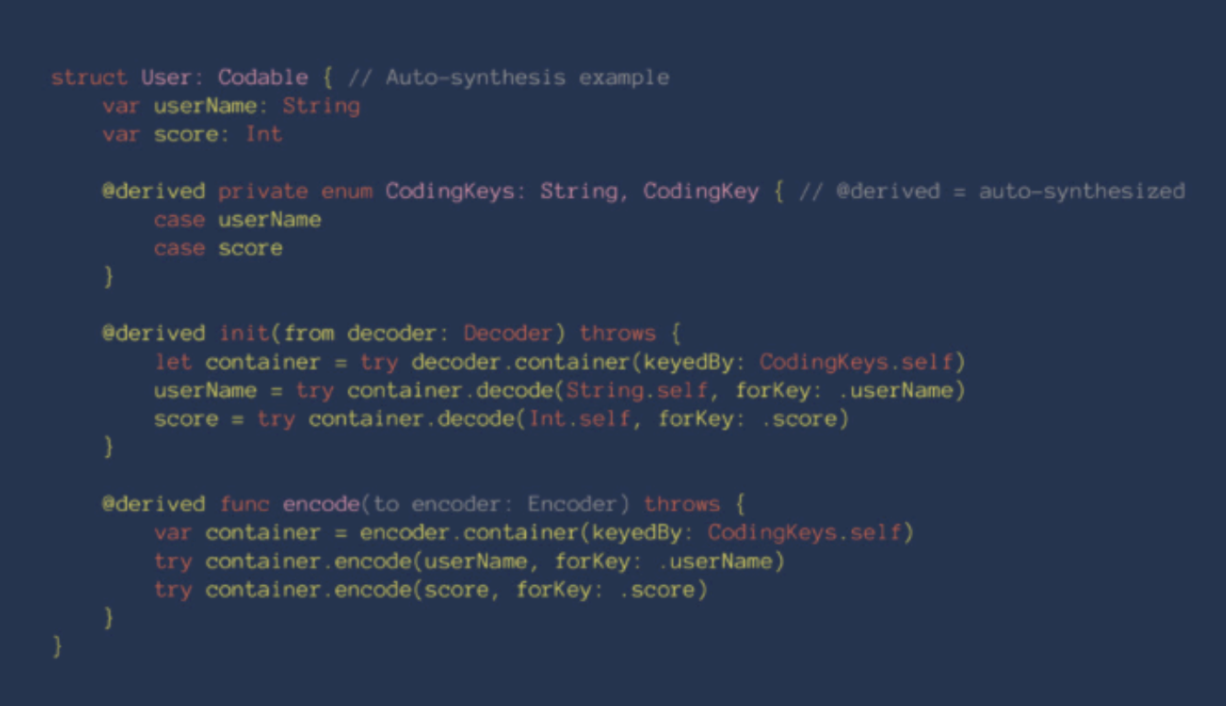 struct User: Codable { // Auto-synthesis example
var userName: String
var score: Int
@derived private enum CodingKeys: String, CodingKey { // @derived = auto-synthesized
case userName
case score
}
@derived init(from decoder: Decoder) throws {
let container = try decoder.container(keyedBy: CodingKeys.self)
userName = try container.decode(String.self, forKey: .userName)
score = try container.decode(Int.self, forKey: .score)
}
@derived func encode(to encoder: Encoder) throws {
var container = encoder.container(keyedBy: CodingKeys.self)
try container.encode(userName, forKey: .userName)
try container.encode(score, forKey: .score)
}
}